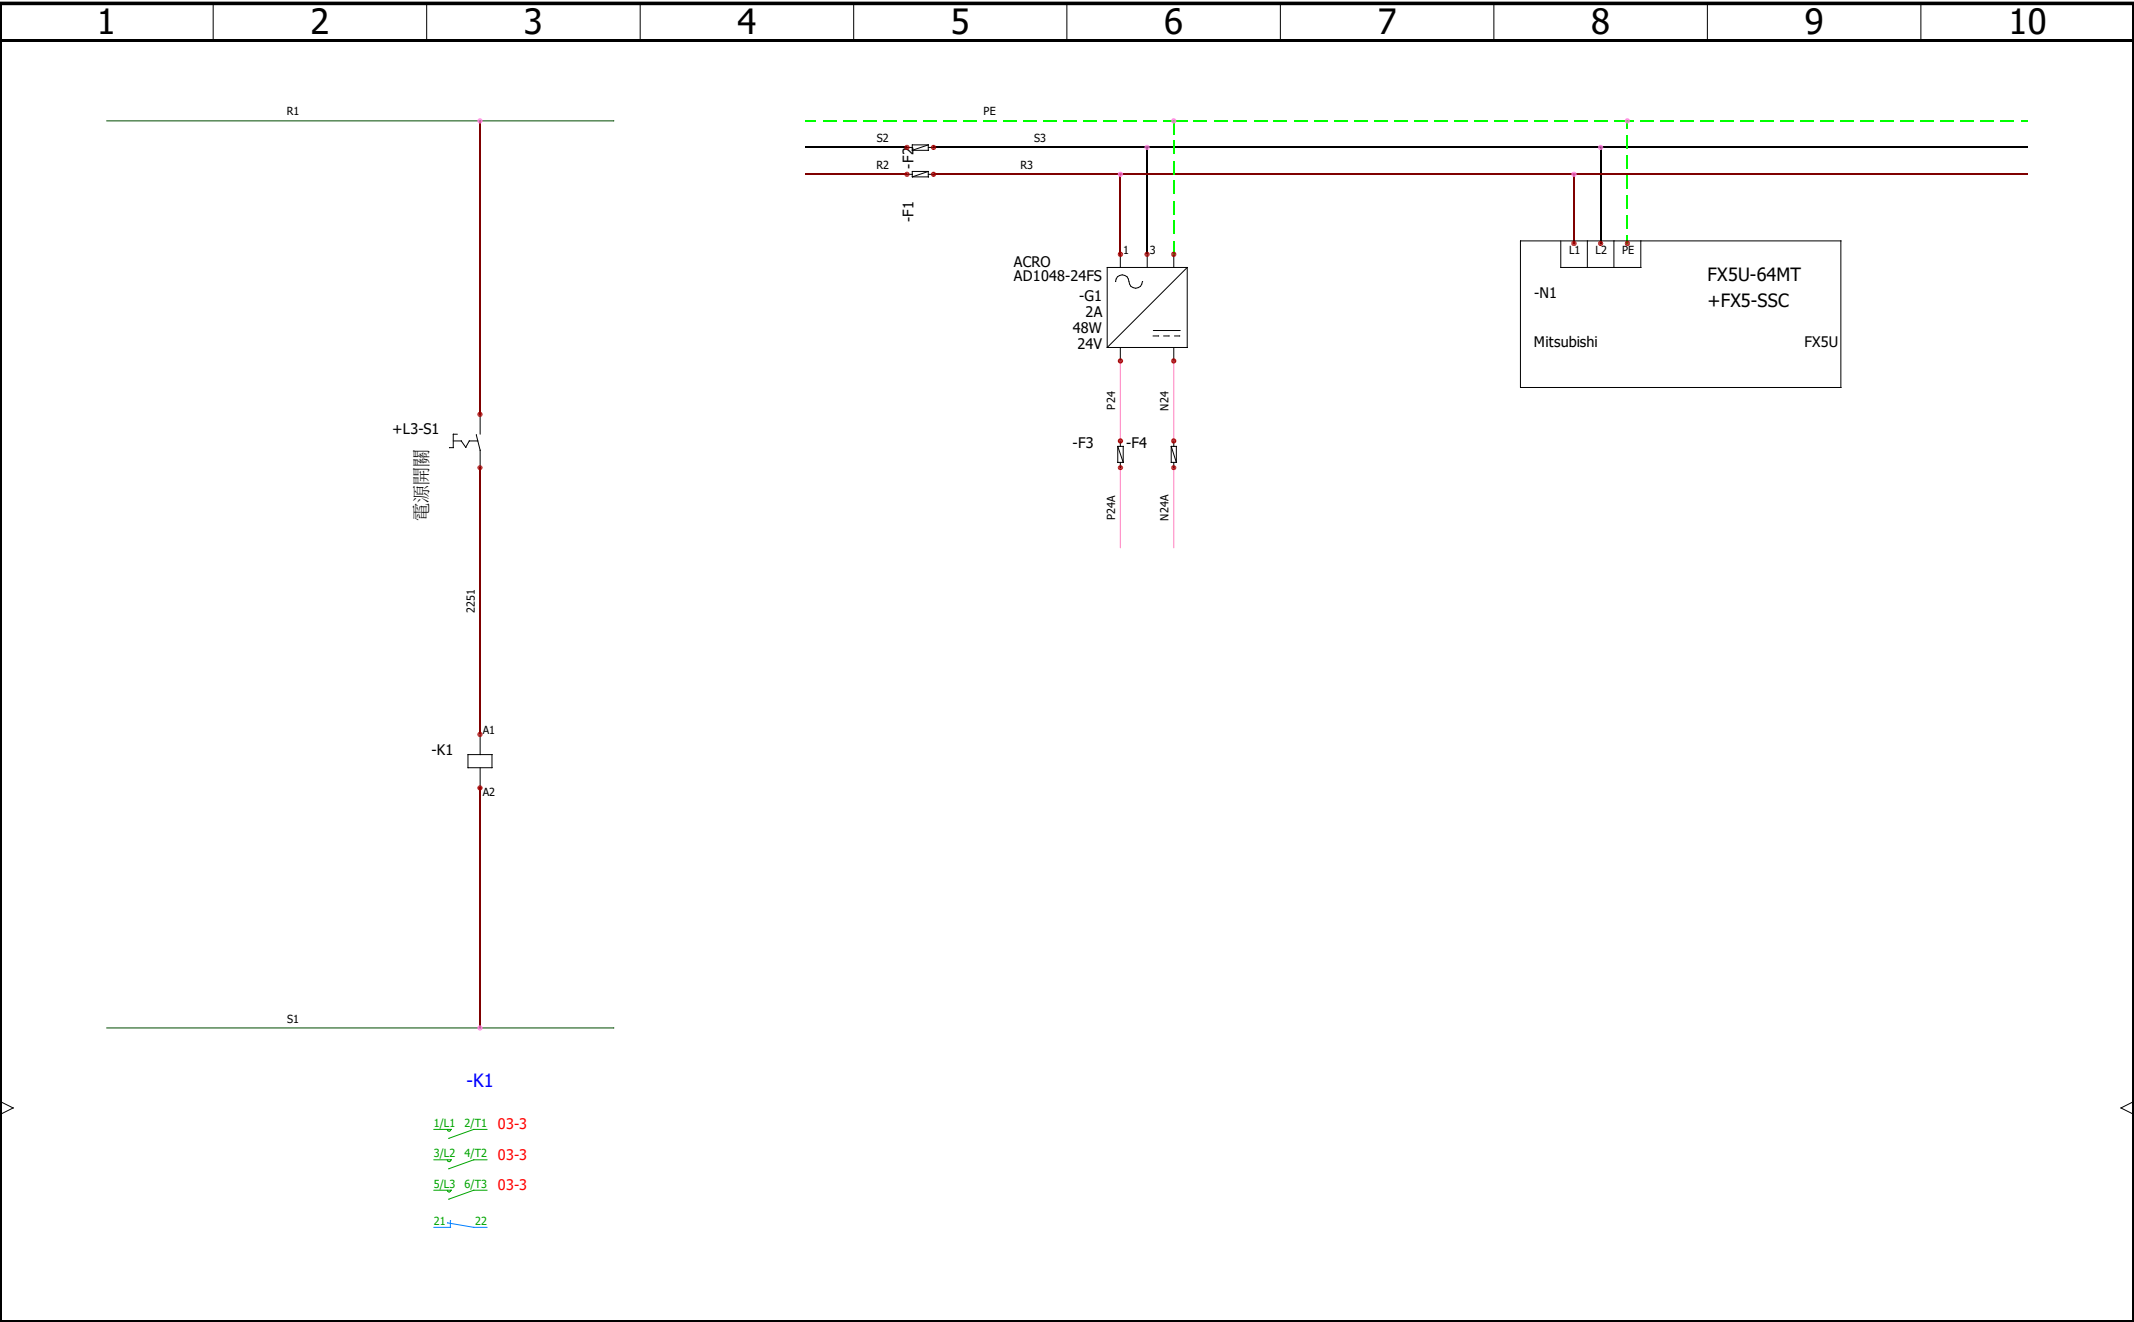 1 2 3 4 5 6 7 8 9 10
R1
PE
S2
S3
-F2
R2
R3
-F1
1
3
ACRO
AD1048-24FS
-G1
2A
48W
24V
L1
L2
PE
FX5U-64MT
+FX5-SSC
-N1
Mitsubishi
FX5U
P24
N24
+L3-S1
電源開關
-F3
-F4
P24A
N24A
2251
A1
-K1
A2
S1
-K1
1/L1 2/T1 03-3
3/L2 4/T2 03-3
5/L3 6/T3 03-3
21 22